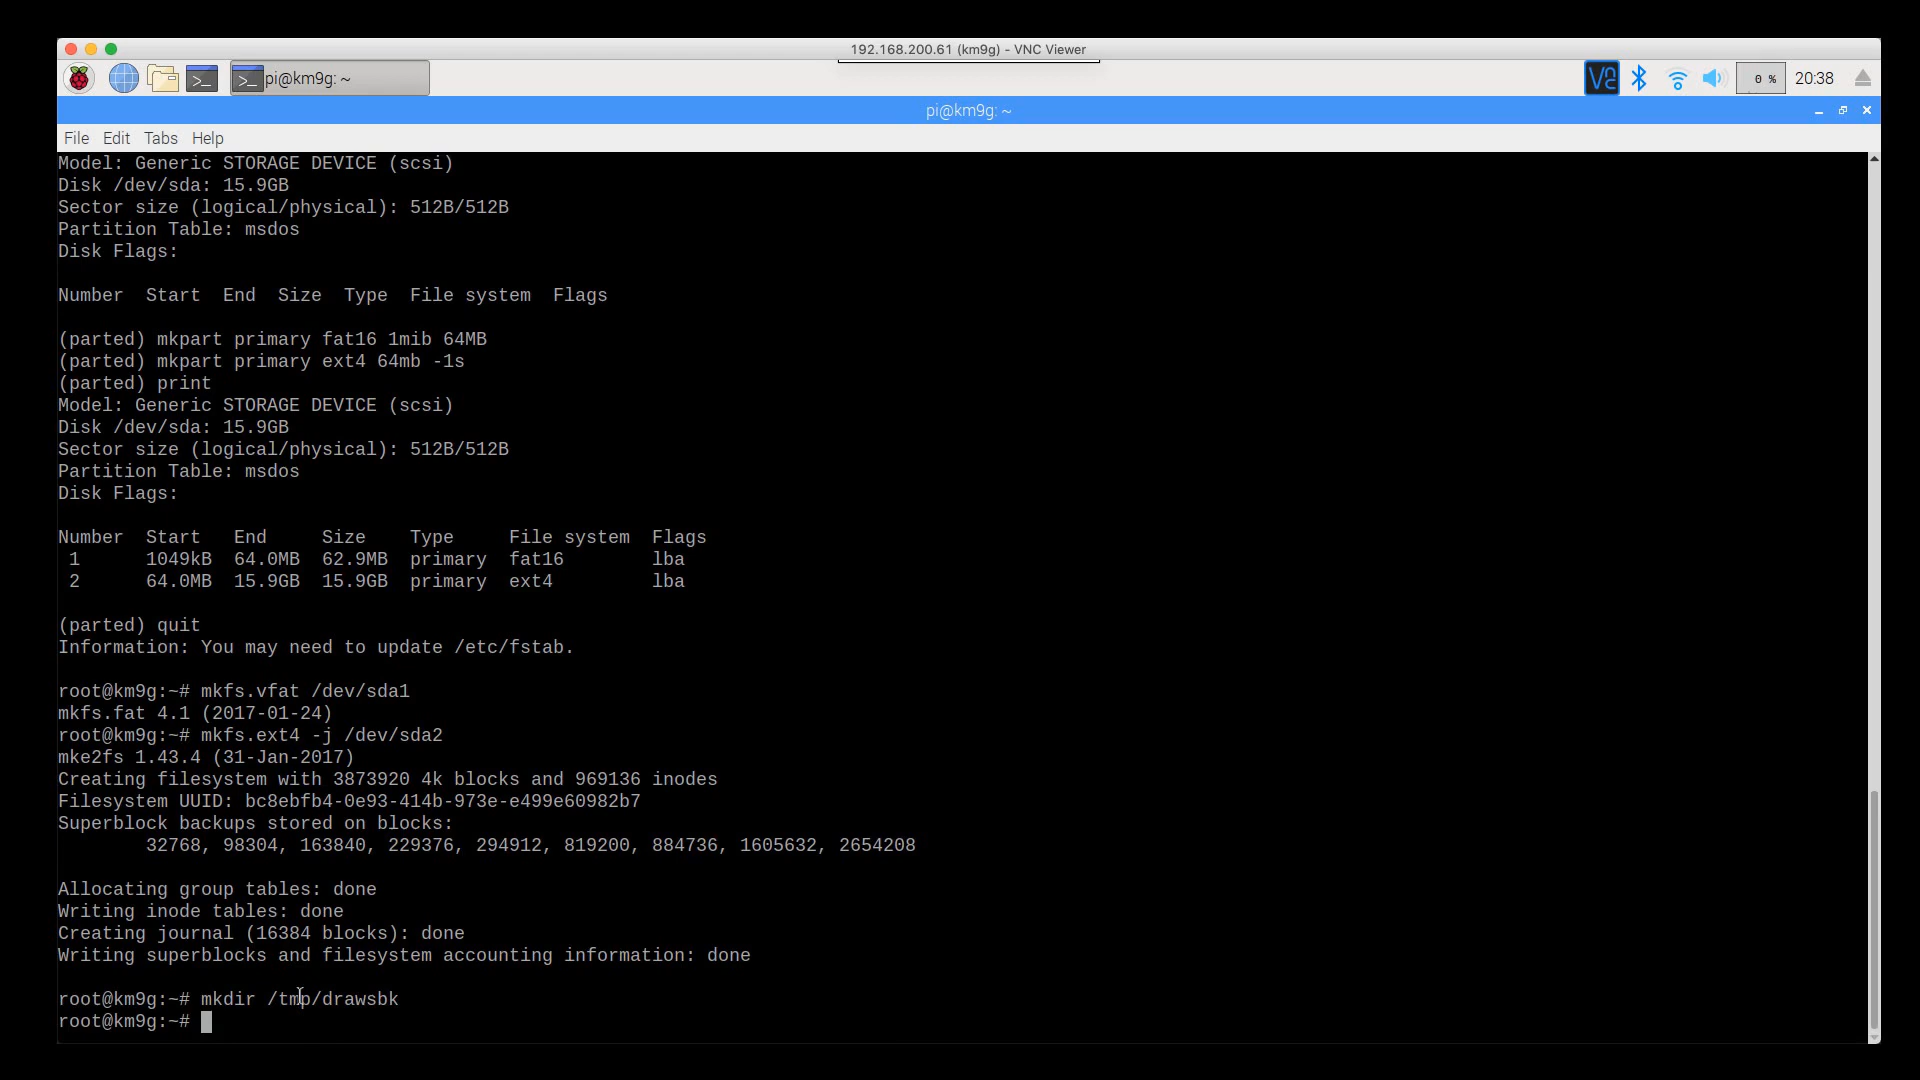 192.168.200.61 (km9g) - VNC Viewer
pi@km9g: ~
0 %
20:38
pi@km9g: ~
File Edit Tabs Help
Model: Generic STORAGE DEVICE (scsi)
Disk /dev/sda: 15.9GB
Sector size (logical/physical): 512B/512B
Partition Table: msdos
Disk Flags:
Number  Start  End  Size  Type  File system  Flags
(parted) mkpart primary fat16 1mib 64MB
(parted) mkpart primary ext4 64mb -1s
(parted) print
Model: Generic STORAGE DEVICE (scsi)
Disk /dev/sda: 15.9GB
Sector size (logical/physical): 512B/512B
Partition Table: msdos
Disk Flags:
Number  Start   End     Size    Type     File system  Flags
 1      1049kB  64.0MB  62.9MB  primary  fat16        lba
 2      64.0MB  15.9GB  15.9GB  primary  ext4         lba
(parted) quit
Information: You may need to update /etc/fstab.
root@km9g:~# mkfs.vfat /dev/sda1
mkfs.fat 4.1 (2017-01-24)
root@km9g:~# mkfs.ext4 -j /dev/sda2
mke2fs 1.43.4 (31-Jan-2017)
Creating filesystem with 3873920 4k blocks and 969136 inodes
Filesystem UUID: bc8ebfb4-0e93-414b-973e-e499e60982b7
Superblock backups stored on blocks:
        32768, 98304, 163840, 229376, 294912, 819200, 884736, 1605632, 2654208
Allocating group tables: done
Writing inode tables: done
Creating journal (16384 blocks): done
Writing superblocks and filesystem accounting information: done
root@km9g:~# mkdir /tmp/drawsbk
root@km9g:~#